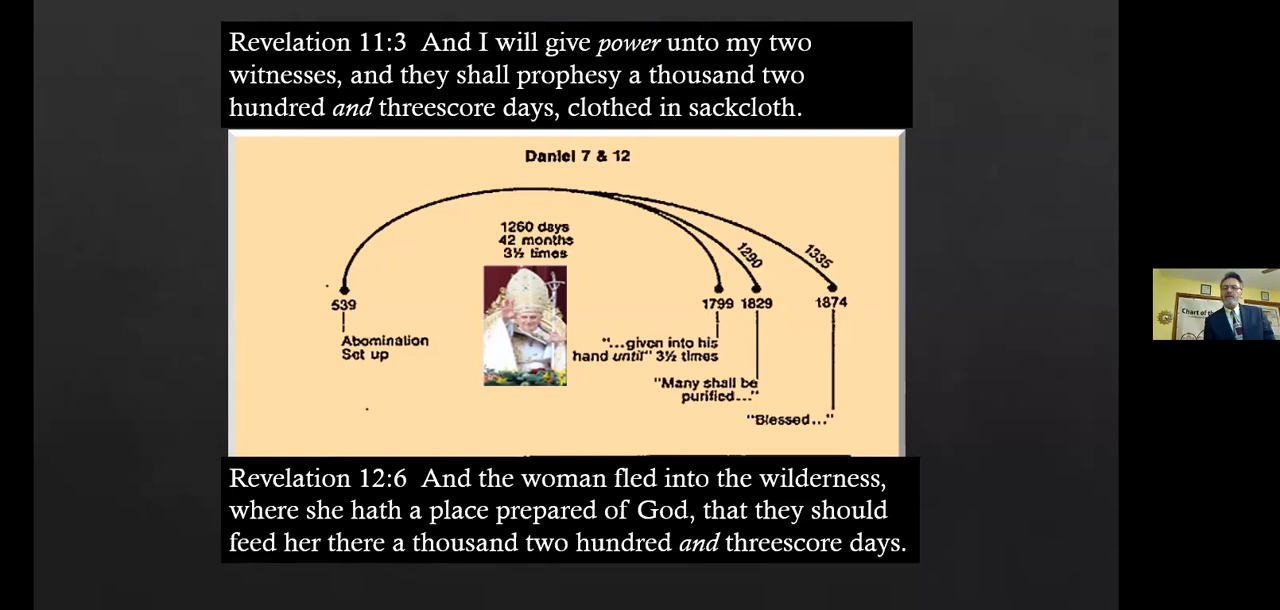 Revelation 11:3 And I will give power unto my two
witnesses, and they shall prophesy a thousand two
hundred and threescore days, clothed in sackcloth.
Daniel 7 & 12
1260 days
42 months
3½ times
1290
1335
539
1799
1829
1874
Abomination
Set up
"...given into his
hand until" 3½ times
"Many shall be
purified..."
"Blessed..."
Chart of th
Revelation 12:6 And the woman fled into the wilderness,
where she hath a place prepared of God, that they should
feed her there a thousand two hundred and threescore days.